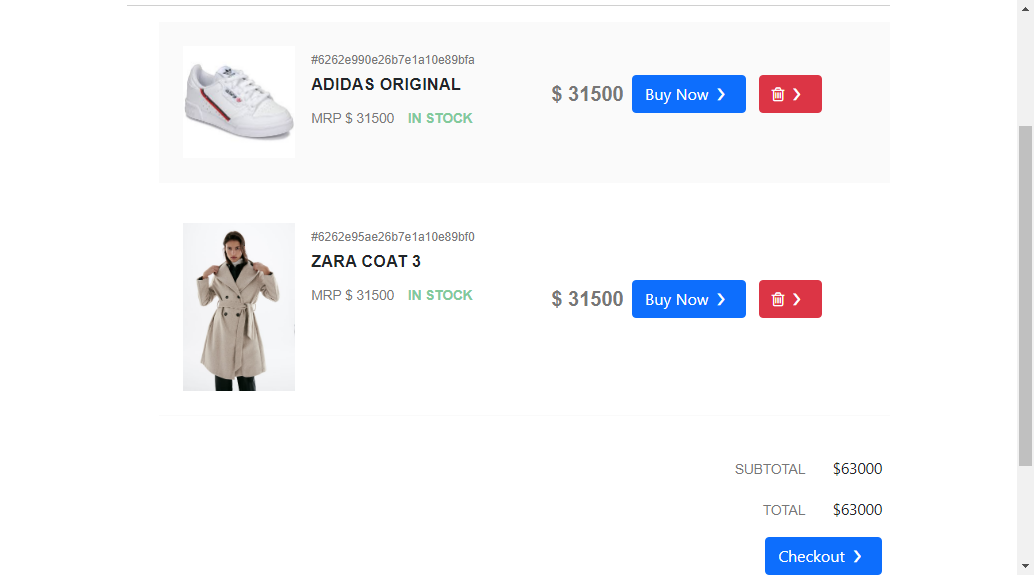 #6262e990e26b7e1a10e89bfa
ADIDAS ORIGINAL
MRP $ 31500 IN STOCK
$ 31500 Buy Now ❯
❯
#6262e95ae26b7e1a10e89bf0
ZARA COAT 3
MRP $ 31500 IN STOCK
$ 31500 Buy Now ❯
❯
SUBTOTAL $63000
TOTAL $63000
Checkout ❯